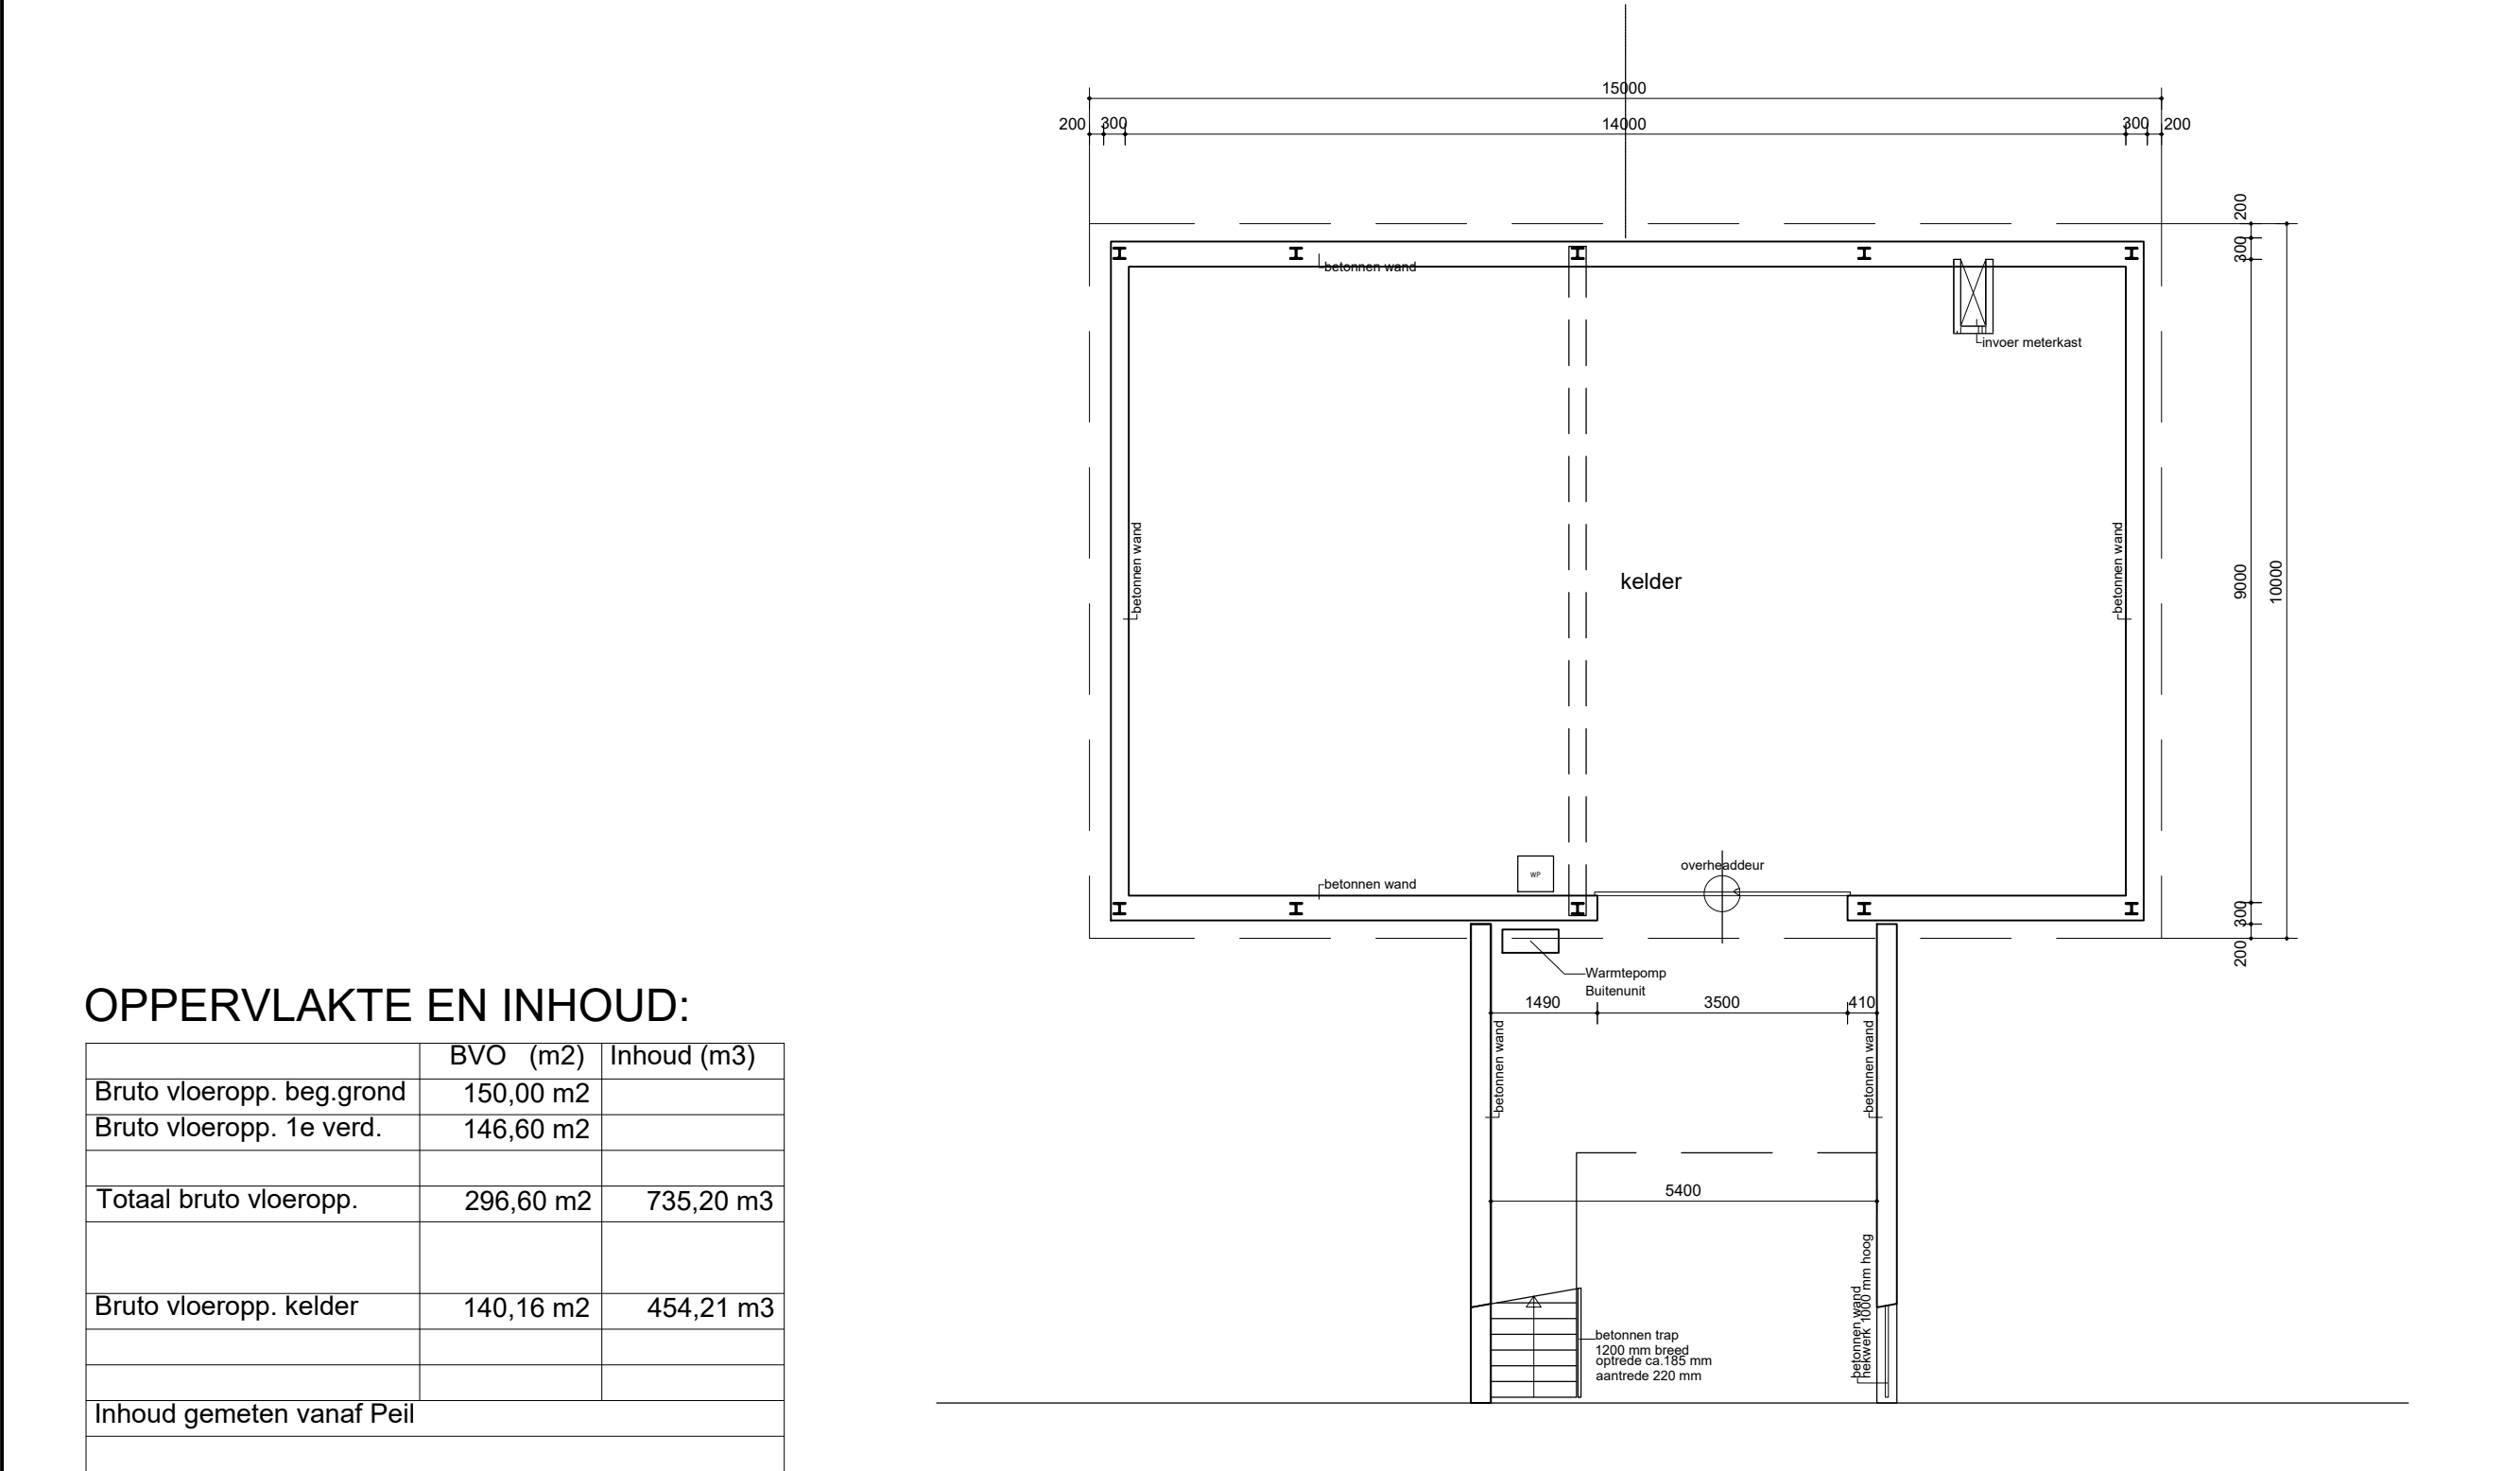 15000
200 300 14000 300 200
200
300
9000
10000
300
200
betonnen wand
invoer meterkast
betonnen wand
betonnen wand
kelder
overheaddeur
WP
betonnen wand
Warmtepomp
Buitenunit
1490 3500 410
betonnen wand
betonnen wand
5400
betonnen wand
hekwerk 1000 mm hoog
betonnen trap
1200 mm breed
optrede ca.185 mm
aantrede 220 mm
OPPERVLAKTE EN INHOUD:
BVO (m2) Inhoud (m3)
Bruto vloeropp. beg.grond 150,00 m2
Bruto vloeropp. 1e verd. 146,60 m2
Totaal bruto vloeropp. 296,60 m2 735,20 m3
Bruto vloeropp. kelder 140,16 m2 454,21 m3
Inhoud gemeten vanaf Peil